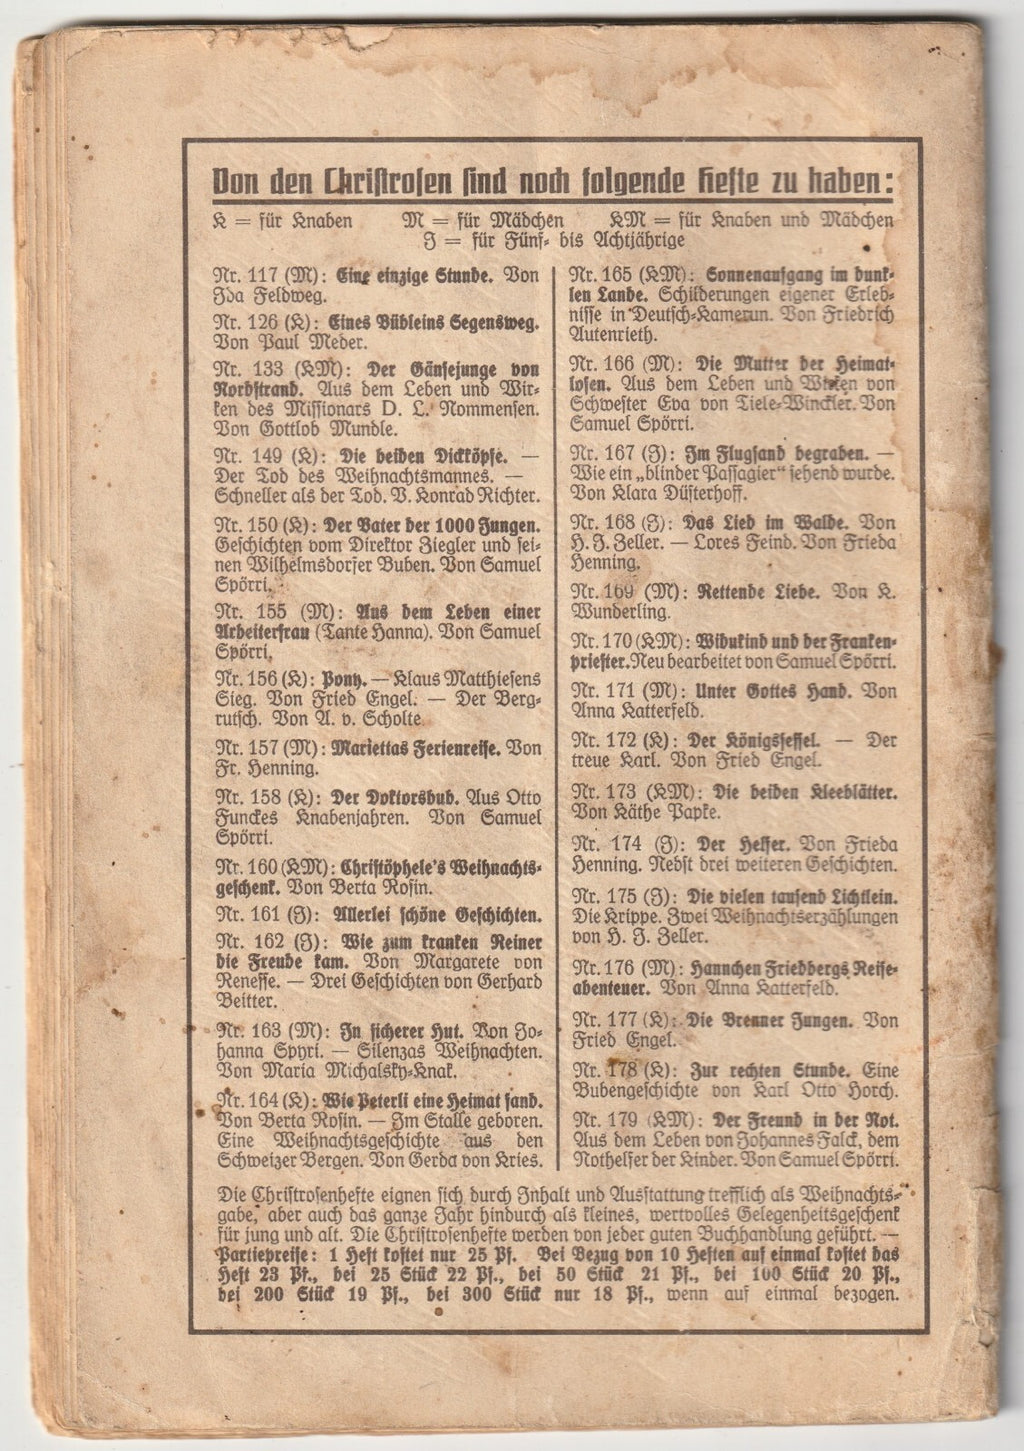 Von den Christrosen sind noch folgende Hefte zu haben:
K = für Knaben M = für Mädchen KM = für Knaben und Mädchen
J = für Fünf- bis Achtjährige
Nr. 117 (M): Eine einzige Stunde. Von
Ida Feldweg.
Nr. 126 (K): Eines Bübleins Segensweg.
Von Paul Meder.
Nr. 133 (KM): Der Gänsejunge von
Nordstrand. Aus dem Leben und Wir-
ken des Missionars D. L. Nommensen.
Von Gottlob Mundle.
Nr. 149 (K): Die beiden Dickköpfe. —
Der Tod des Weihnachtsmannes. —
Schneller als der Tod. V. Konrad Richter.
Nr. 150 (K): Der Vater der 1000 Jungen.
Geschichten vom Direktor Ziegler und sei-
nen Wilhelmsdorfer Buben. Von Samuel
Spörri.
Nr. 155 (M): Aus dem Leben einer
Arbeiterfrau (Tante Hanna). Von Samuel
Spörri.
Nr. 156 (K): Pony. — Klaus Matthiesens
Sieg. Von Fried Engel. — Der Berg-
rutsch. Von A. v. Scholte
Nr. 157 (M): Mariettas Ferienreise. Von
Fr. Henning.
Nr. 158 (K): Der Doktorsbub. Aus Otto
Funckes Knabenjahren. Von Samuel
Spörri.
Nr. 160 (KM): Christöphele's Weihnachts-
geschenk. Von Berta Rosin.
Nr. 161 (J): Allerlei schöne Geschichten.
Nr. 162 (J): Wie zum kranken Reiner
die Freude kam. Von Margarete von
Renesse. — Drei Geschichten von Gerhard
Beitter.
Nr. 163 (M): In sicherer Hut. Von Jo-
hanna Spyri. — Silenzas Weihnachten.
Von Maria Michalsky-Knak.
Nr. 164 (K): Wie Peterli eine Heimat fand.
Von Berta Rosin. — Im Stalle geboren.
Eine Weihnachtsgeschichte aus den
Schweizer Bergen. Von Gerda von Kries.
Nr. 165 (KM): Sonnenaufgang im dunk-
len Lande. Schilderungen eigener Erleb-
nisse in Deutsch-Kamerun. Von Friedrich
Autenrieth.
Nr. 166 (M): Die Mutter der Heimat-
losen. Aus dem Leben und Wirken von
Schwester Eva von Tiele-Winckler. Von
Samuel Spörri.
Nr. 167 (J): Im Flugsand begraben. —
Wie ein „blinder Passagier“ sehend wurde.
Von Klara Düsterhoff.
Nr. 168 (J): Das Lied im Walde. Von
H. J. Zeller. — Lores Feind. Von Frieda
Henning.
Nr. 169 (M): Rettende Liebe. Von K.
Wunderling.
Nr. 170 (KM): Widukind und der Franken-
priester. Neu bearbeitet von Samuel Spörri.
Nr. 171 (M): Unter Gottes Hand. Von
Anna Katterfeld.
Nr. 172 (K): Der Königssessel. — Der
treue Karl. Von Fried Engel.
Nr. 173 (KM): Die beiden Kleeblätter.
Von Käthe Papke.
Nr. 174 (J): Der Helfer. Von Frieda
Henning. Nebst drei weiteren Geschichten.
Nr. 175 (J): Die vielen tausend Lichtlein.
Die Krippe. Zwei Weihnachtserzählungen
von H. J. Zeller.
Nr. 176 (M): Hannchen Friedbergs Reise-
abenteuer. Von Anna Katterfeld.
Nr. 177 (K): Die Brenner Jungen. Von
Fried Engel.
Nr. 178 (K): Zur rechten Stunde. Eine
Bubengeschichte von Karl Otto Horch.
Nr. 179 (KM): Der Freund in der Not.
Aus dem Leben von Johannes Falck, dem
Nothelfer der Kinder. Von Samuel Spörri.
Die Christrosenhefte eignen sich durch Inhalt und Ausstattung trefflich als Weihnachts-
gabe, aber auch das ganze Jahr hindurch als kleines, wertvolles Gelegenheitsgeschenk
für jung und alt. Die Christrosenhefte werden von jeder guten Buchhandlung geführt. —
Partiepreise: 1 Heft kostet nur 25 Pf. Bei Bezug von 10 Heften auf einmal kostet das
Heft 23 Pf., bei 25 Stück 22 Pf., bei 50 Stück 21 Pf., bei 100 Stück 20 Pf.,
bei 200 Stück 19 Pf., bei 300 Stück nur 18 Pf., wenn auf einmal bezogen.